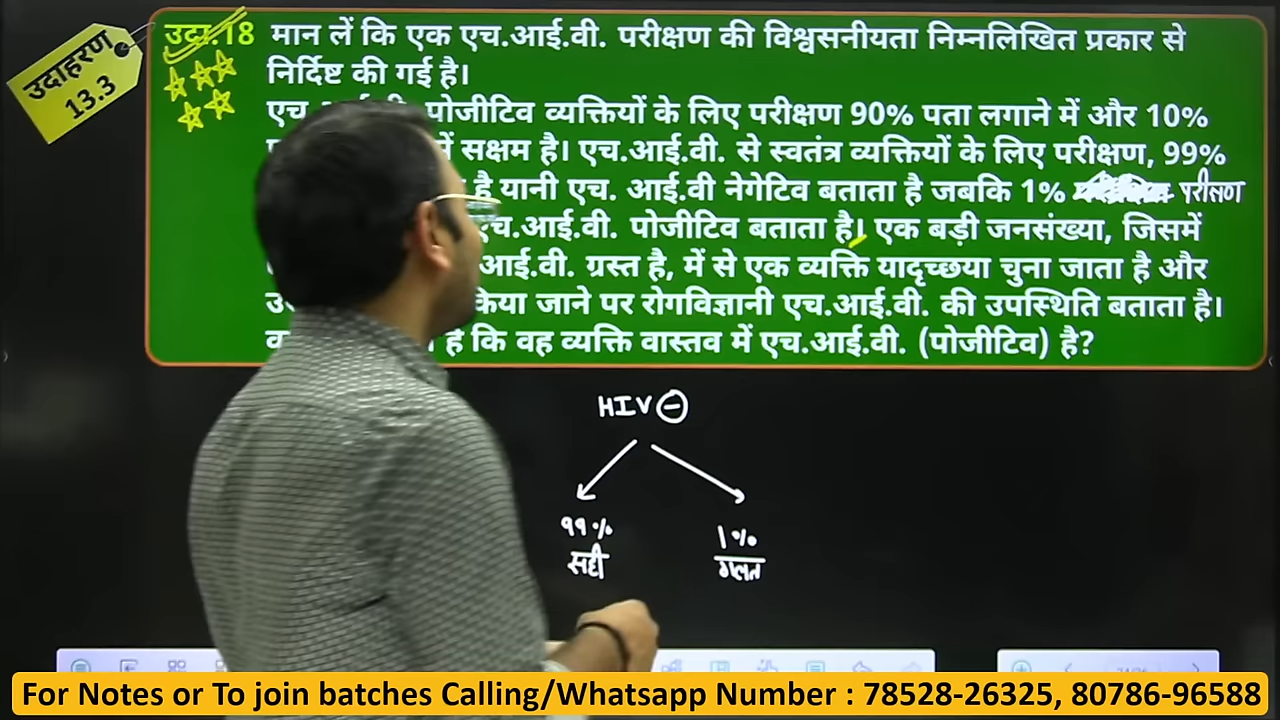 उदाहरण
13.3
उदा.18 मान लें कि एक एच.आई.वी. परीक्षण की विश्वसनीयता निम्नलिखित प्रकार से
निर्दिष्ट की गई है।
एच पोजीटिव व्यक्तियों के लिए परीक्षण 90% पता लगाने में और 10%
में सक्षम है। एच.आई.वी. से स्वतंत्र व्यक्तियों के लिए परीक्षण, 99%
है यानी एच. आई.वी नेगेटिव बताता है जबकि 1% परीक्षण
एच.आई.वी. पोजीटिव बताता है। एक बड़ी जनसंख्या, जिसमें
आई.वी. ग्रस्त है, में से एक व्यक्ति यादृच्छया चुना जाता है और
किया जाने पर रोगविज्ञानी एच.आई.वी. की उपस्थिति बताता है।
है कि वह व्यक्ति वास्तव में एच.आई.वी. (पोजीटिव) है?
HIV ⊖
99% 1%
सही गलत
For Notes or To join batches Calling/Whatsapp Number : 78528-26325, 80786-96588